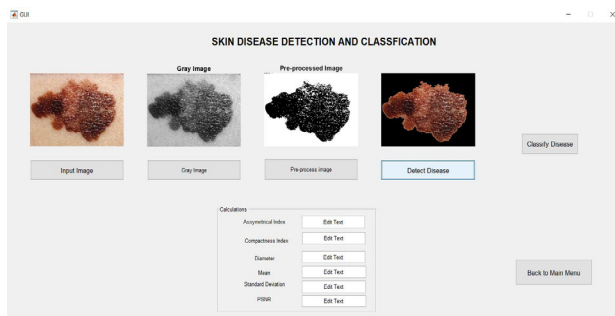 GUI
SKIN DISEASE DETECTION AND CLASSFICATION
Gray Image
Pre-processed Image
Input Image
Gray Image
Pre-process image
Detect Disease
Classify Disease
Calculations
Assymetrical Index
Edit Text
Compactness Index
Edit Text
Diameter
Edit Text
Mean
Edit Text
Standard Deviation
Edit Text
PSNR
Edit Text
Back to Main Menu